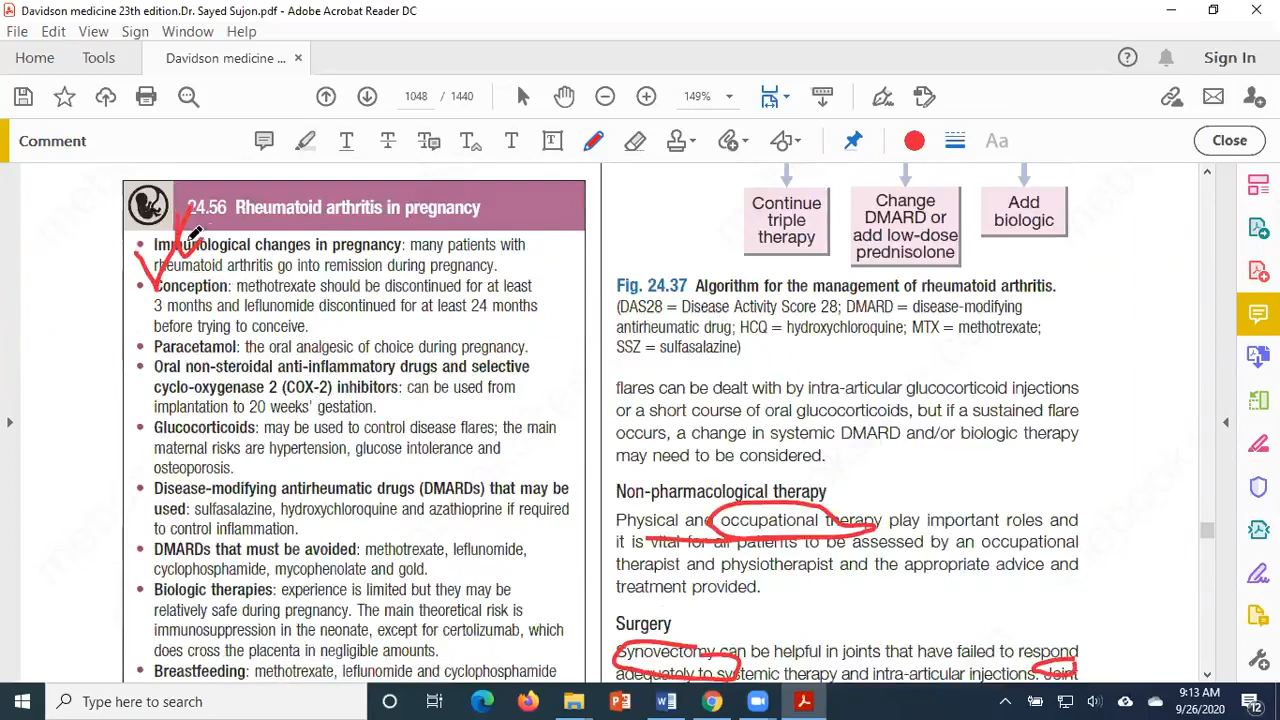 Davidson medicine 23th edition.Dr. Sayed Sujon.pdf - Adobe Acrobat Reader DC
File Edit View Sign Window Help
Home Tools Davidson medicine ... × Sign In
1048 / 1440 149%
Comment Close
24.56 Rheumatoid arthritis in pregnancy
• Immunological changes in pregnancy: many patients with
rheumatoid arthritis go into remission during pregnancy.
• Conception: methotrexate should be discontinued for at least
3 months and leflunomide discontinued for at least 24 months
before trying to conceive.
• Paracetamol: the oral analgesic of choice during pregnancy.
• Oral non-steroidal anti-inflammatory drugs and selective
cyclo-oxygenase 2 (COX-2) inhibitors: can be used from
implantation to 20 weeks' gestation.
• Glucocorticoids: may be used to control disease flares; the main
maternal risks are hypertension, glucose intolerance and
osteoporosis.
• Disease-modifying antirheumatic drugs (DMARDs) that may be
used: sulfasalazine, hydroxychloroquine and azathioprine if required
to control inflammation.
• DMARDs that must be avoided: methotrexate, leflunomide,
cyclophosphamide, mycophenolate and gold.
• Biologic therapies: experience is limited but they may be
relatively safe during pregnancy. The main theoretical risk is
immunosuppression in the neonate, except for certolizumab, which
does cross the placenta in negligible amounts.
• Breastfeeding: methotrexate, leflunomide and cyclophosphamide
Continue
triple
therapy
Change
DMARD or
add low-dose
prednisolone
Add
biologic
Fig. 24.37 Algorithm for the management of rheumatoid arthritis.
(DAS28 = Disease Activity Score 28; DMARD = disease-modifying
antirheumatic drug; HCQ = hydroxychloroquine; MTX = methotrexate;
SSZ = sulfasalazine)
flares can be dealt with by intra-articular glucocorticoid injections
or a short course of oral glucocorticoids, but if a sustained flare
occurs, a change in systemic DMARD and/or biologic therapy
may need to be considered.
Non-pharmacological therapy
Physical and occupational therapy play important roles and
it is vital for all patients to be assessed by an occupational
therapist and physiotherapist and the appropriate advice and
treatment provided.
Surgery
Synovectomy can be helpful in joints that have failed to respond
adequately to systemic therapy and intra-articular injections. Joint
Type here to search
9:13 AM
9/26/2020
12